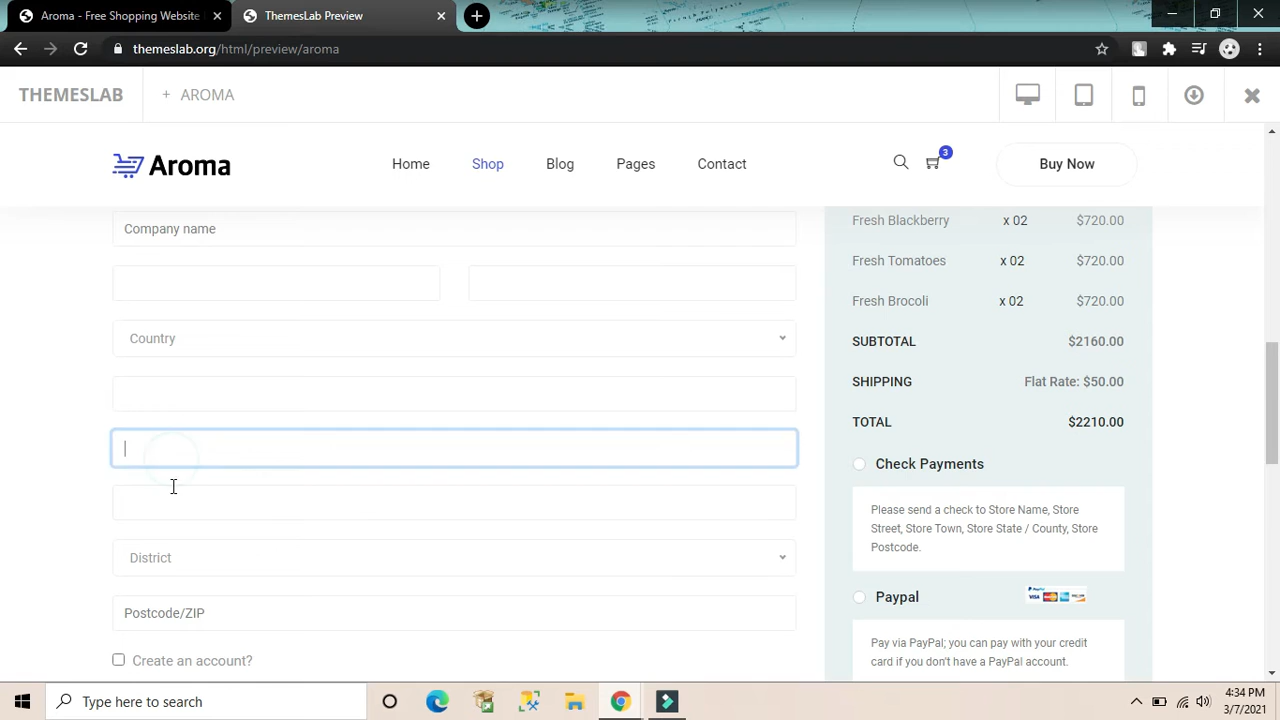 Aroma - Free Shopping Website
ThemesLab Preview
themeslab.org/html/preview/aroma
THEMESLAB
+ AROMA
Aroma
Home
Shop
Blog
Pages
Contact
3
Buy Now
Company name
Country
District
Postcode/ZIP
Create an account?
Fresh Blackberry x 02 $720.00
Fresh Tomatoes x 02 $720.00
Fresh Brocoli x 02 $720.00
SUBTOTAL $2160.00
SHIPPING Flat Rate: $50.00
TOTAL $2210.00
Check Payments
Please send a check to Store Name, Store
Street, Store Town, Store State / County, Store
Postcode.
Paypal
Pay via PayPal; you can pay with your credit
card if you don't have a PayPal account.
Type here to search
4:34 PM
3/7/2021